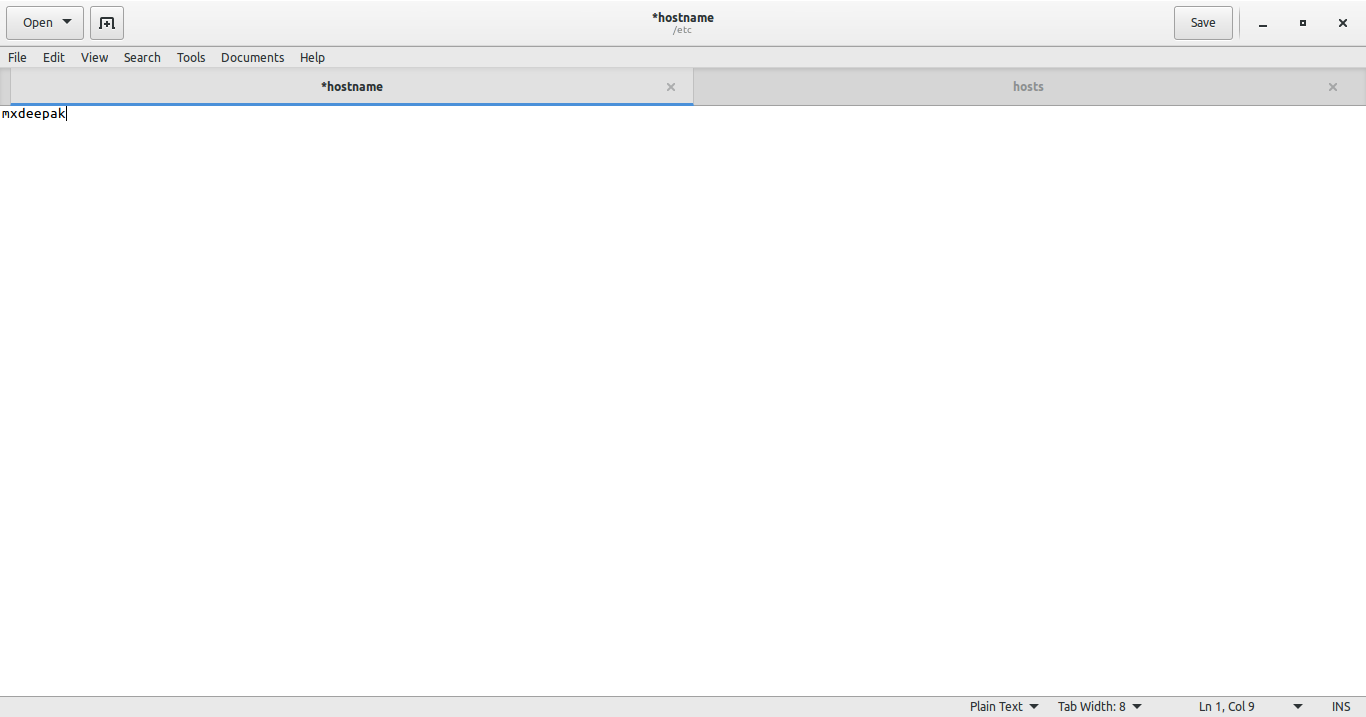 Open
*hostname
/etc
Save
File Edit View Search Tools Documents Help
*hostname
hosts
mxdeepak
Plain Text Tab Width: 8 Ln 1, Col 9 INS